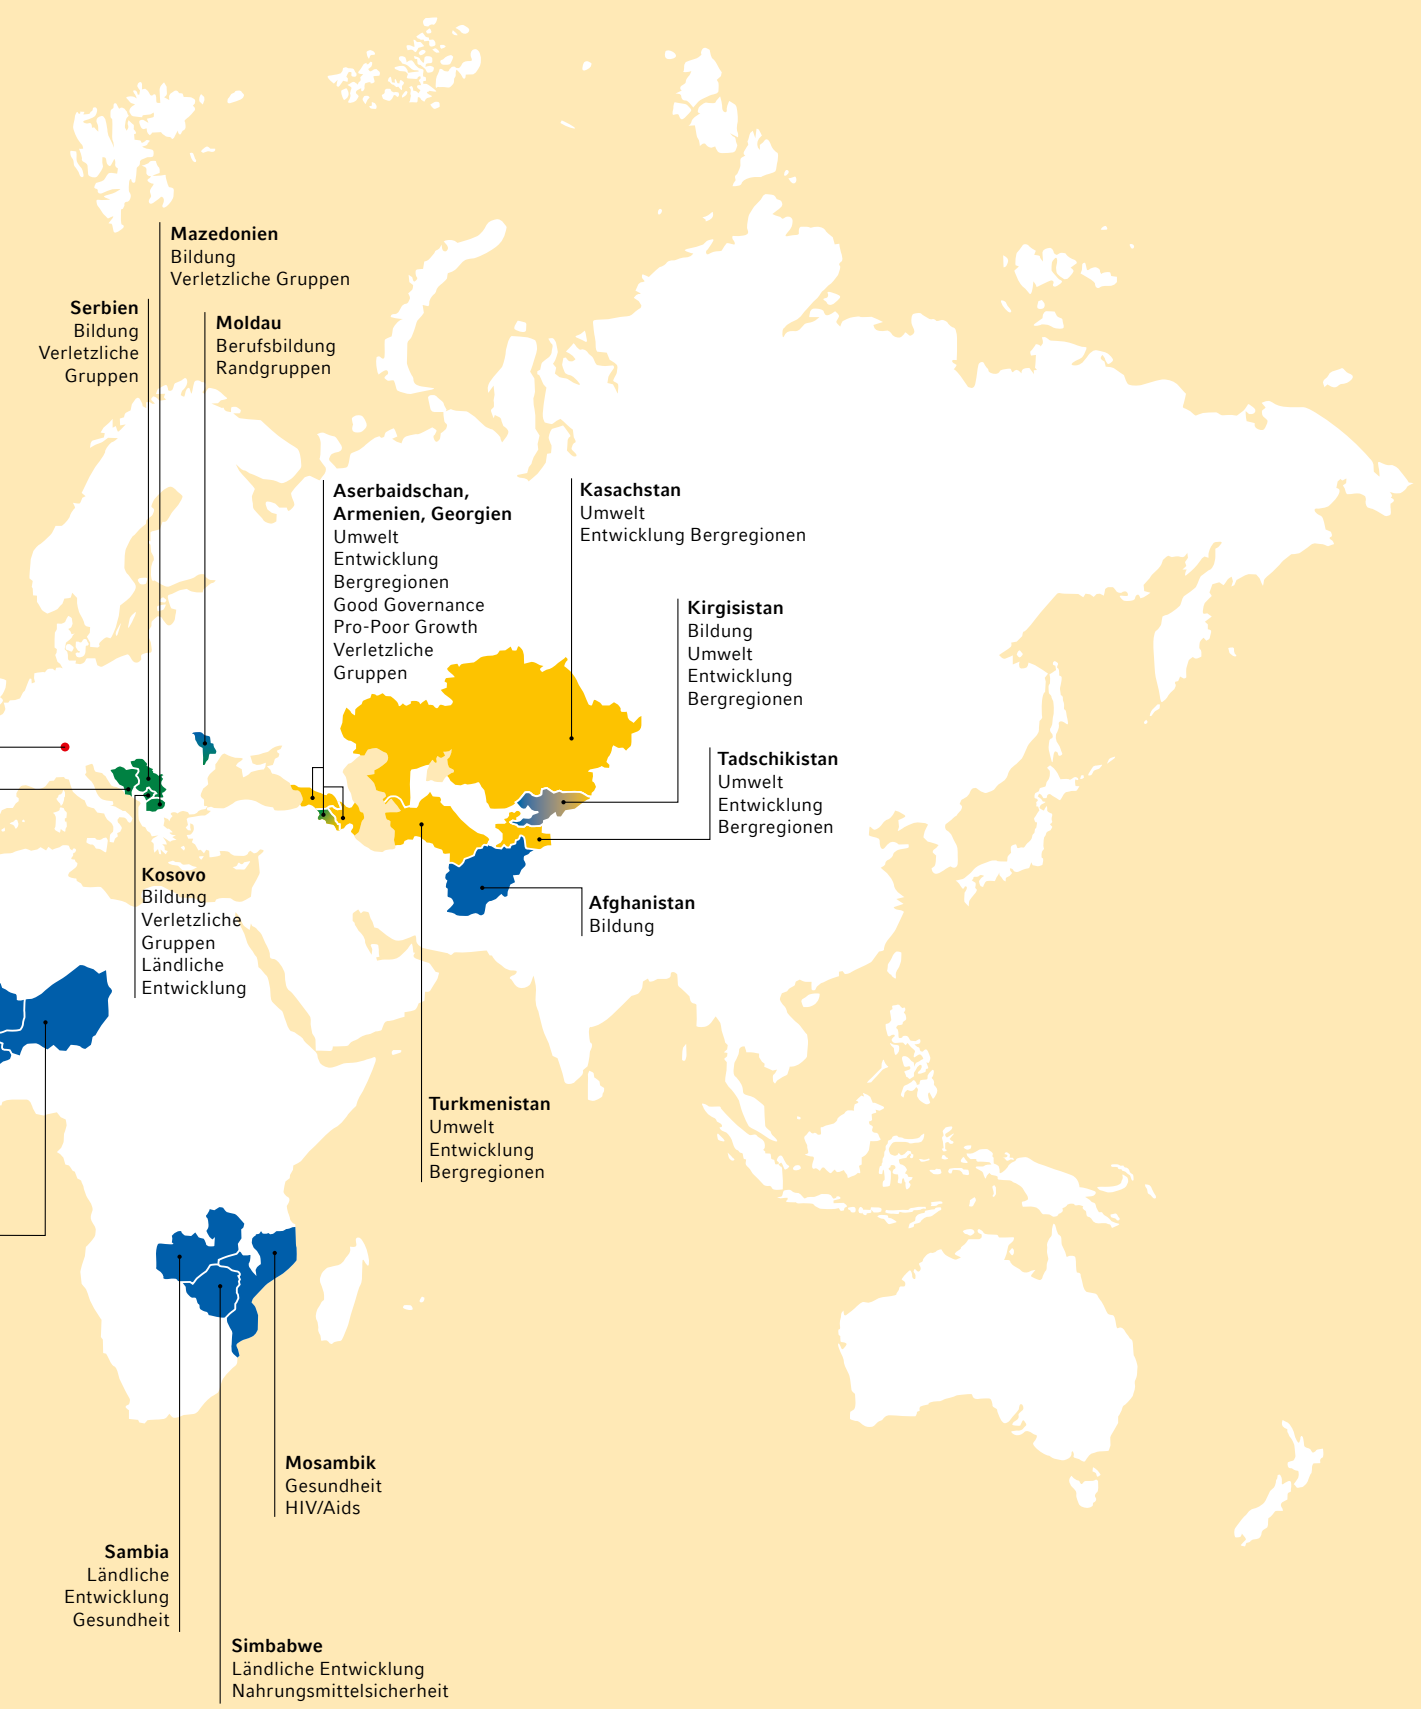 Mazedonien
Bildung
Verletzliche Gruppen
Serbien
Bildung
Verletzliche
Gruppen
Moldau
Berufsbildung
Randgruppen
Aserbaidschan,
Armenien, Georgien
Umwelt
Entwicklung
Bergregionen
Good Governance
Pro-Poor Growth
Verletzliche
Gruppen
Kasachstan
Umwelt
Entwicklung Bergregionen
Kirgisistan
Bildung
Umwelt
Entwicklung
Bergregionen
Tadschikistan
Umwelt
Entwicklung
Bergregionen
Kosovo
Bildung
Verletzliche
Gruppen
Ländliche
Entwicklung
Afghanistan
Bildung
Turkmenistan
Umwelt
Entwicklung
Bergregionen
Mosambik
Gesundheit
HIV/Aids
Sambia
Ländliche
Entwicklung
Gesundheit
Simbabwe
Ländliche Entwicklung
Nahrungsmittelsicherheit